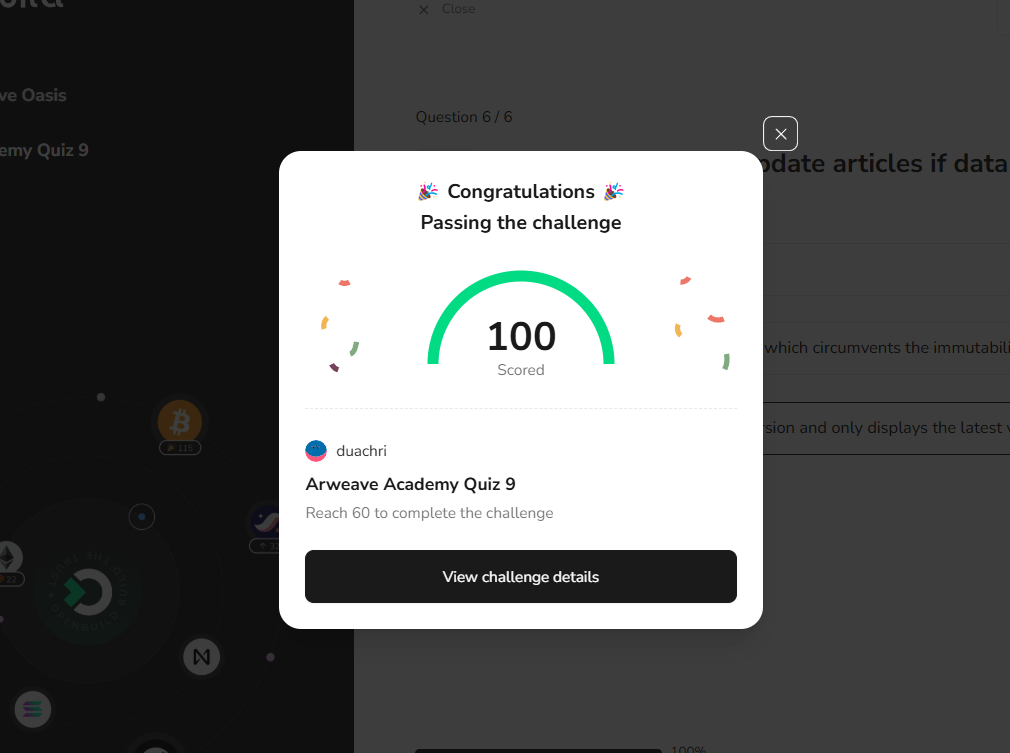 Close
ve Oasis
emy Quiz 9
Question 6 / 6
date articles if data
which circumvents the immutabili
sion and only displays the latest v
Congratulations
Passing the challenge
100
Scored
duachri
Arweave Academy Quiz 9
Reach 60 to complete the challenge
View challenge details
115
22
100%